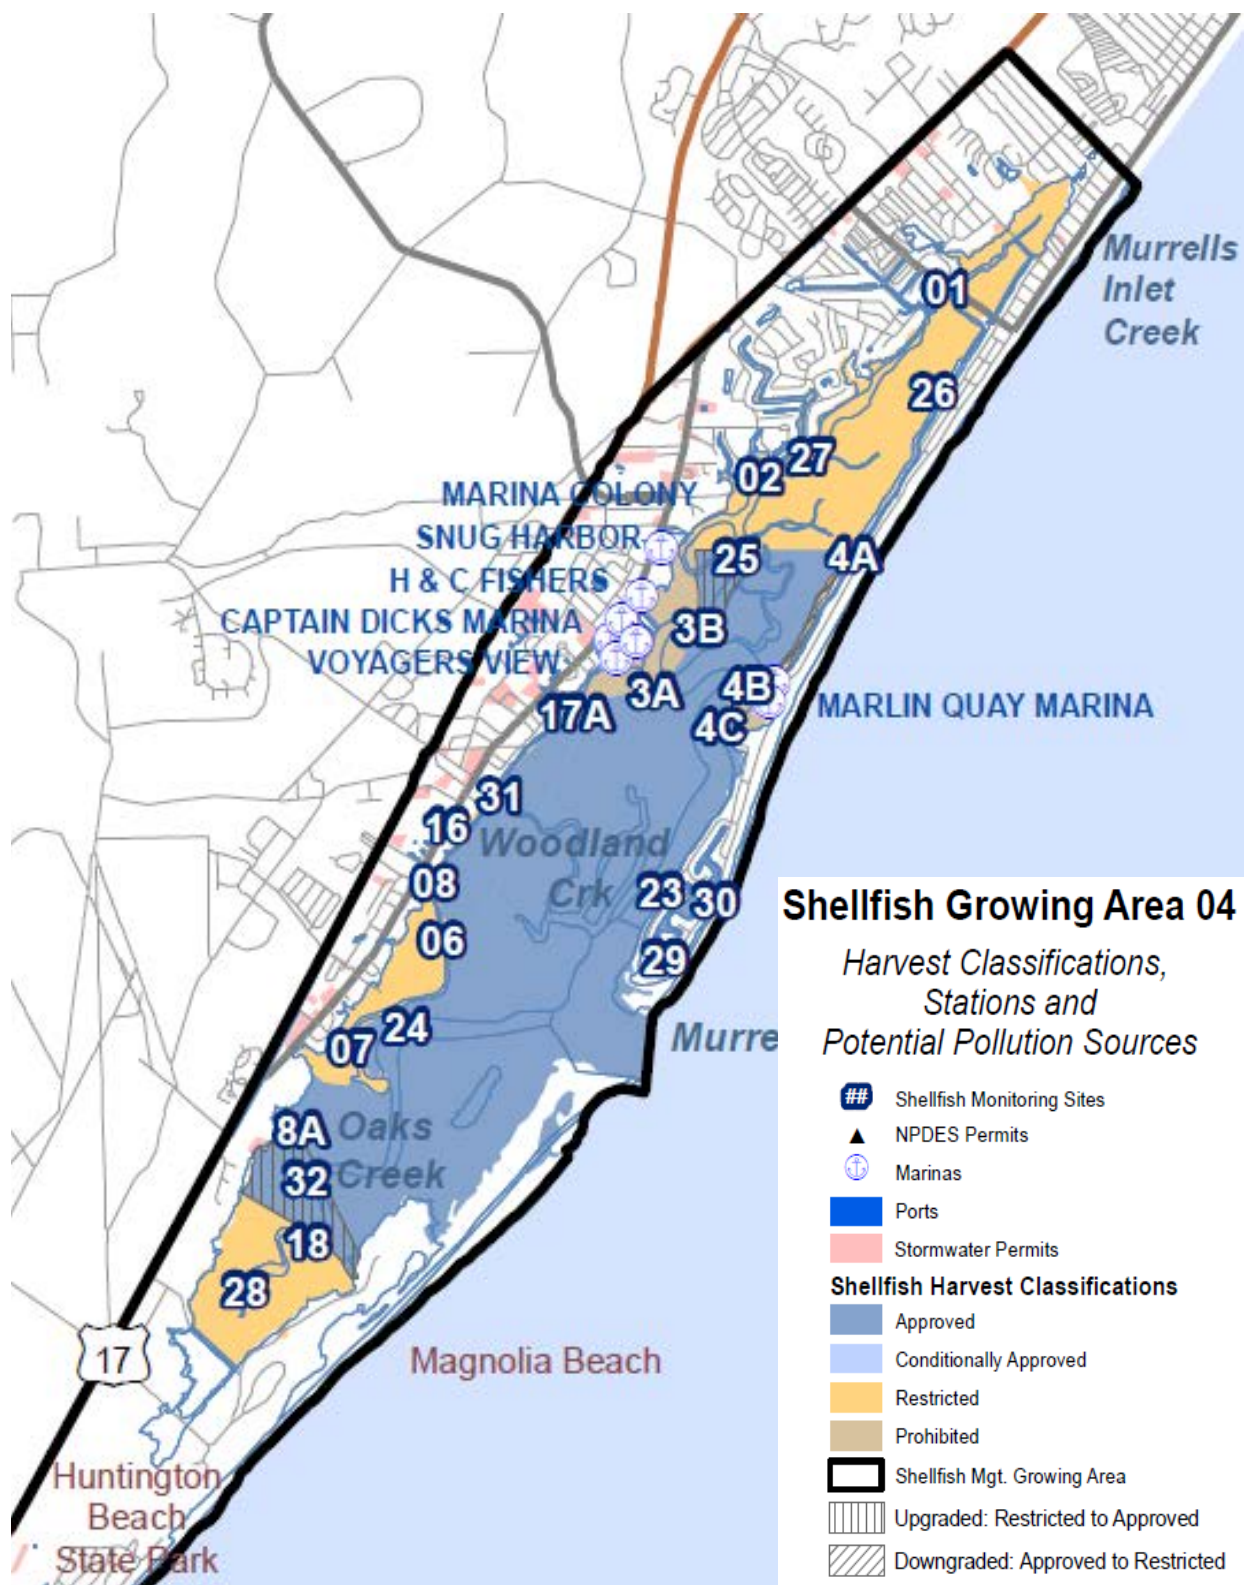 Murrells
Inlet
Creek
01
26
27
02
MARINA COLONY
SNUG HARBOR
25
4A
H & C FISHERS
CAPTAIN DICKS MARINA
3B
VOYAGERS VIEW
3A
4B
17A
4C
MARLIN QUAY MARINA
31
16
Woodland
Crk
08
23
30
06
29
24
07
Murre
8A
Oaks
Creek
32
18
28
17
Magnolia Beach
Huntington
Beach
State Park
Shellfish Growing Area 04
Harvest Classifications,
Stations and
Potential Pollution Sources
## Shellfish Monitoring Sites
NPDES Permits
Marinas
Ports
Stormwater Permits
Shellfish Harvest Classifications
Approved
Conditionally Approved
Restricted
Prohibited
Shellfish Mgt. Growing Area
Upgraded: Restricted to Approved
Downgraded: Approved to Restricted